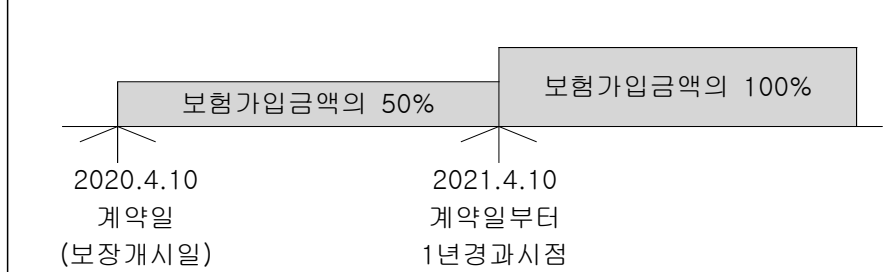 보험가입금액의 50%
보험가입금액의 100%
2020.4.10
계약일
(보장개시일)
2021.4.10
계약일부터
1년경과시점